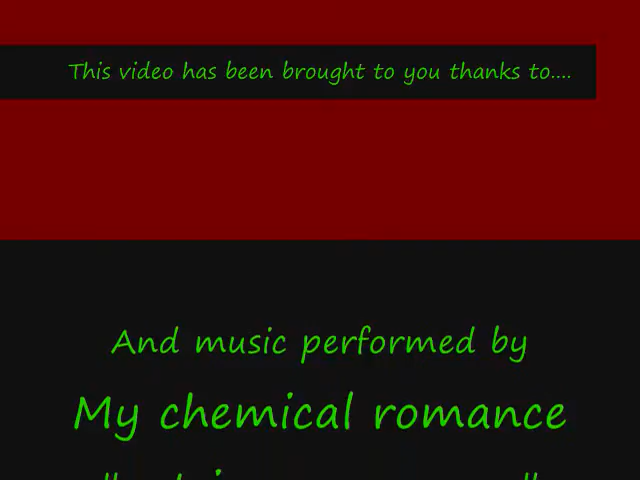 This video has been brought to you thanks to....
And music performed by
My chemical romance